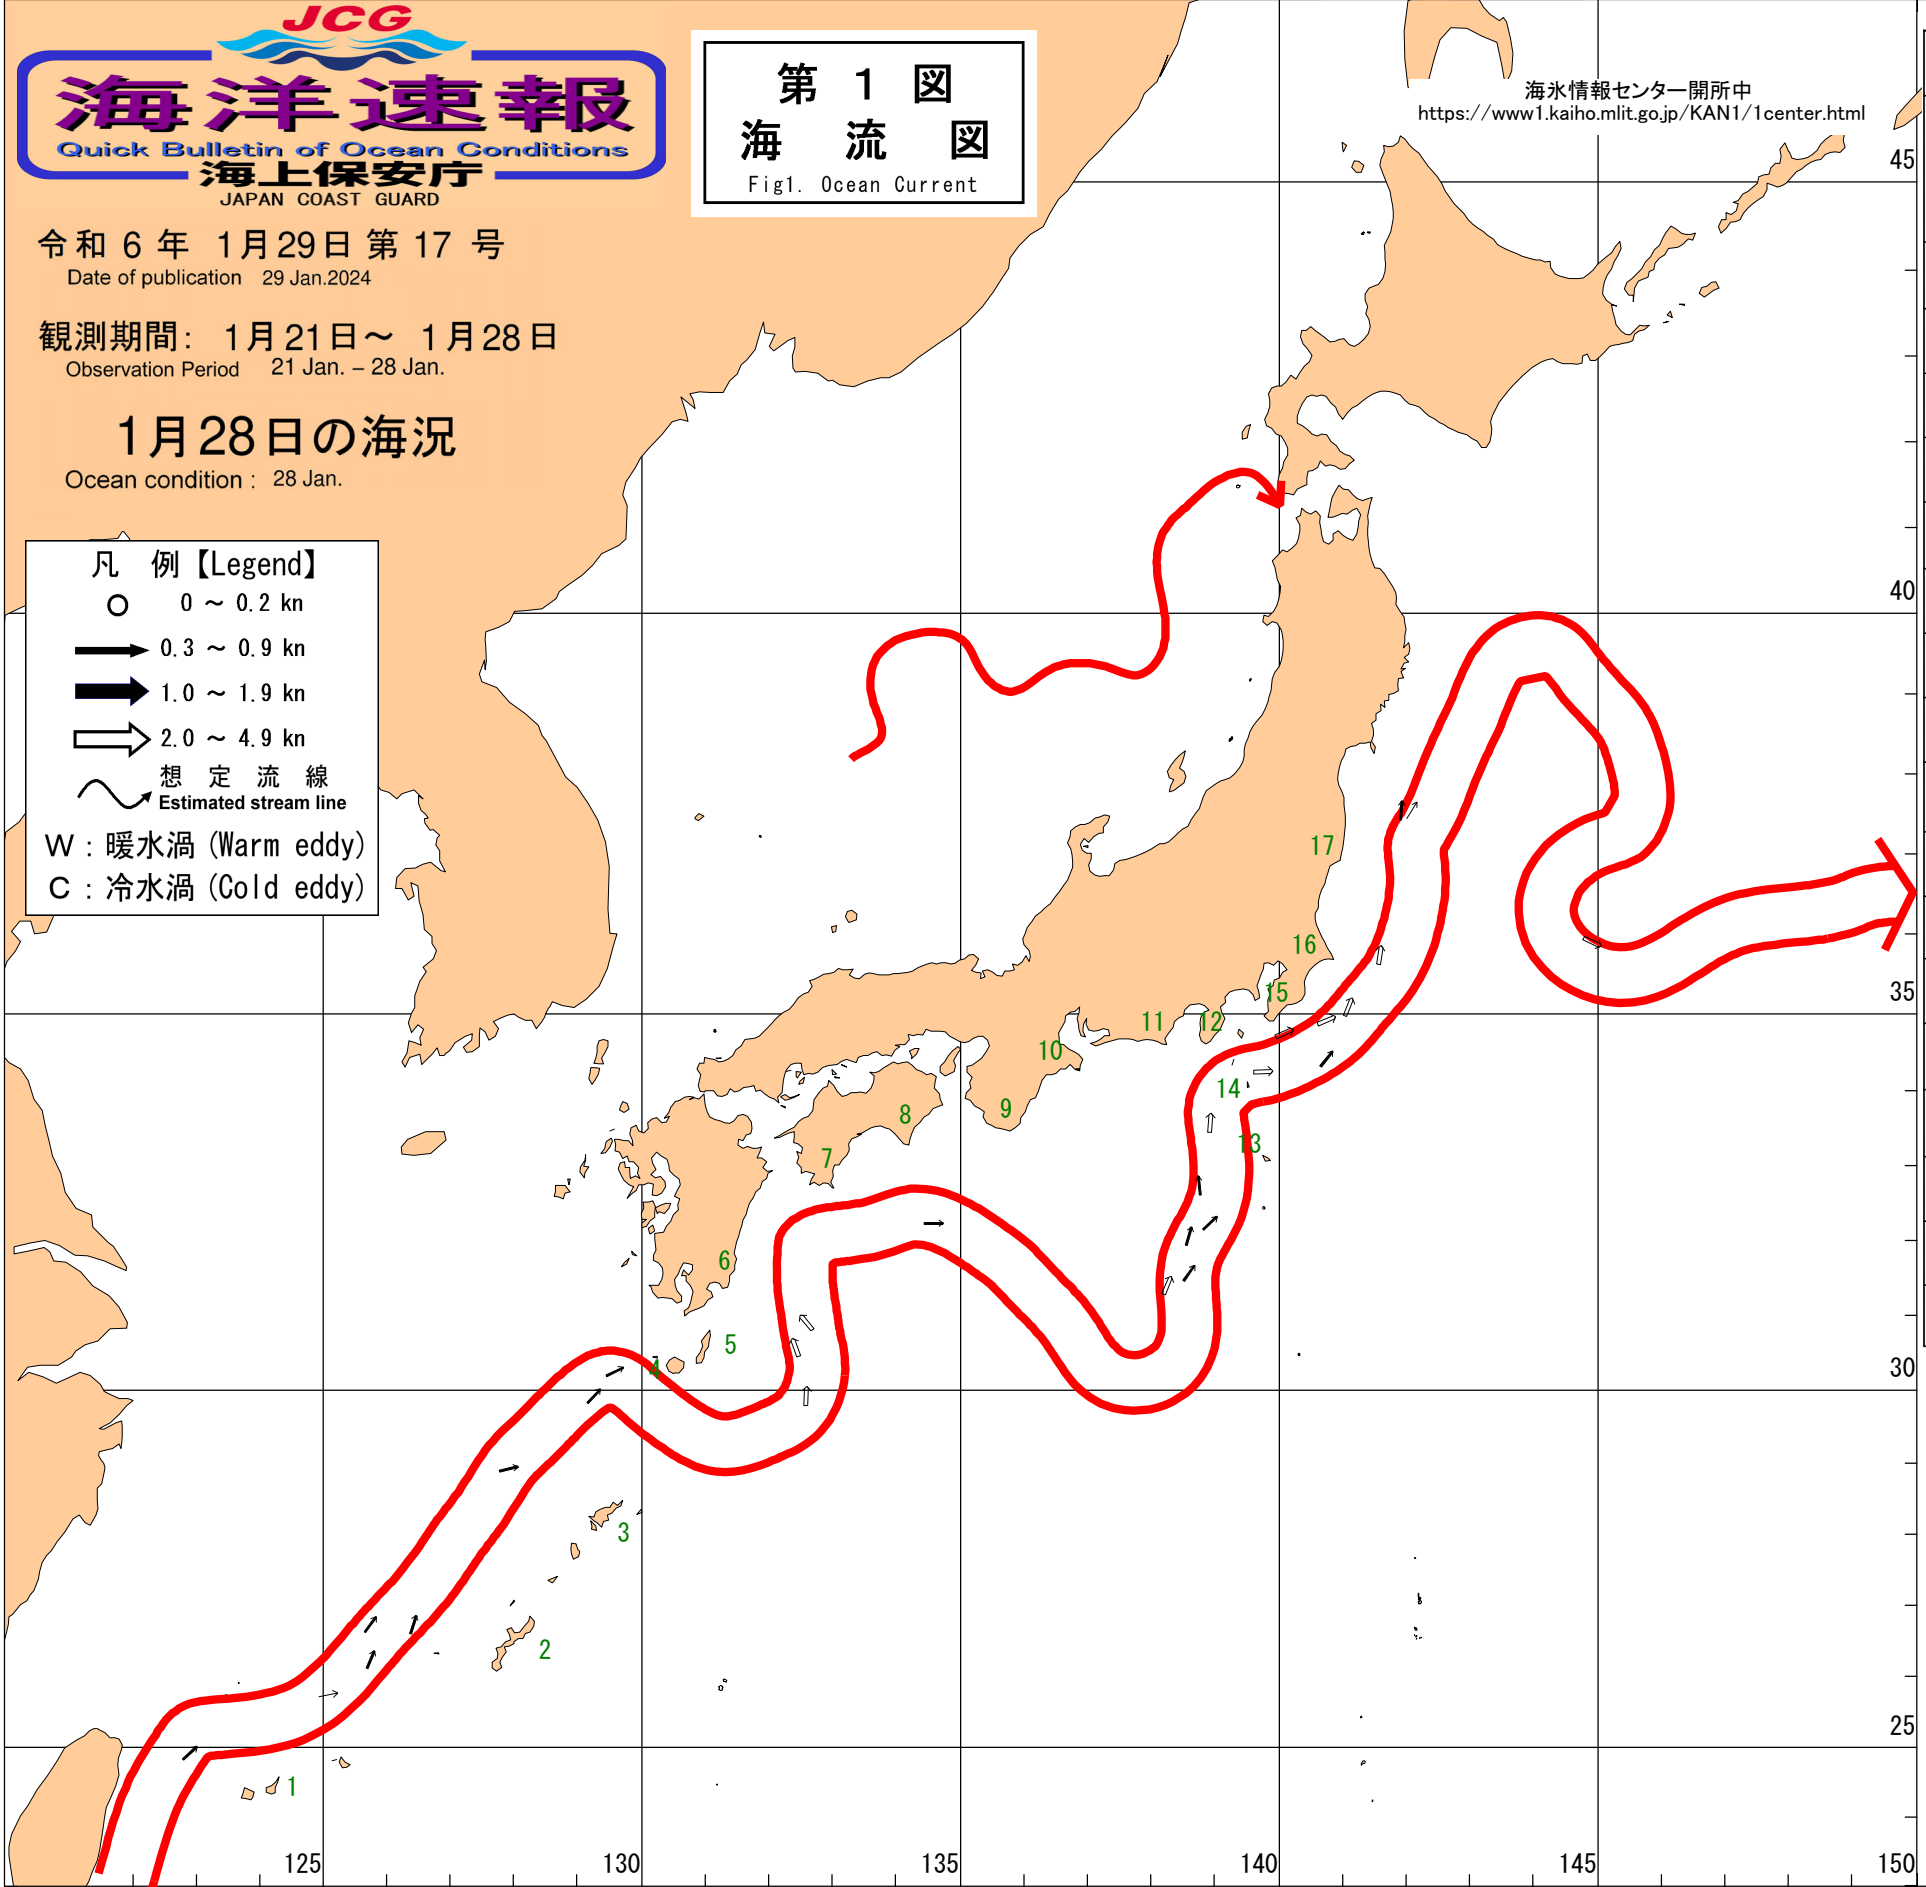 JCG
海洋速報
Quick Bulletin of Ocean Conditions
海上保安庁
JAPAN COAST GUARD
令和 6 年 1月29日 第 17 号
Date of publication 29 Jan.2024
観測期間: 1月21日～ 1月28日
Observation Period 21 Jan. – 28 Jan.
1月28日の海況
Ocean condition : 28 Jan.
第 1 図
海 流 図
Fig1. Ocean Current
海氷情報センター開所中
https://www1.kaiho.mlit.go.jp/KAN1/1center.html
凡 例【Legend】
0 ～ 0.2 kn
0.3 ～ 0.9 kn
1.0 ～ 1.9 kn
2.0 ～ 4.9 kn
想 定 流 線
Estimated stream line
W : 暖水渦 (Warm eddy)
C : 冷水渦 (Cold eddy)
45
40
17
16
15
35
11
12
10
14
8
9
13
7
6
5
4
30
3
2
25
1
125
130
135
140
145
150